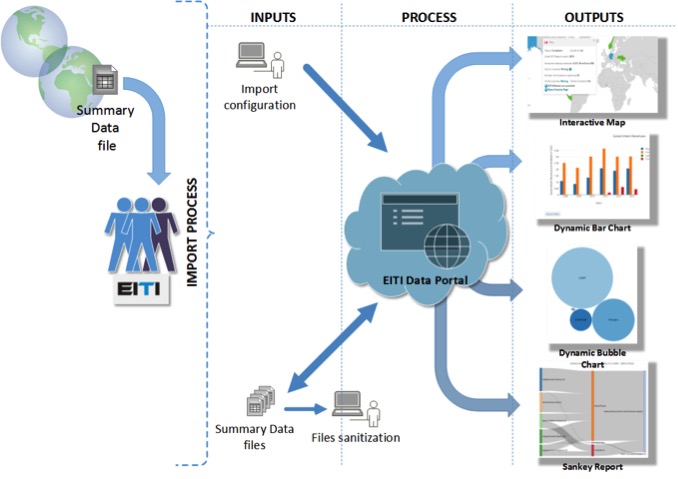 INPUTS
PROCESS
OUTPUTS
Summary
Data
file
IMPORT PROCESS
EITI
Import
configuration
EITI Data Portal
Summary Data
files
Files sanitization
Interactive Map
Dynamic Bar Chart
Dynamic Bubble
Chart
Sankey Report